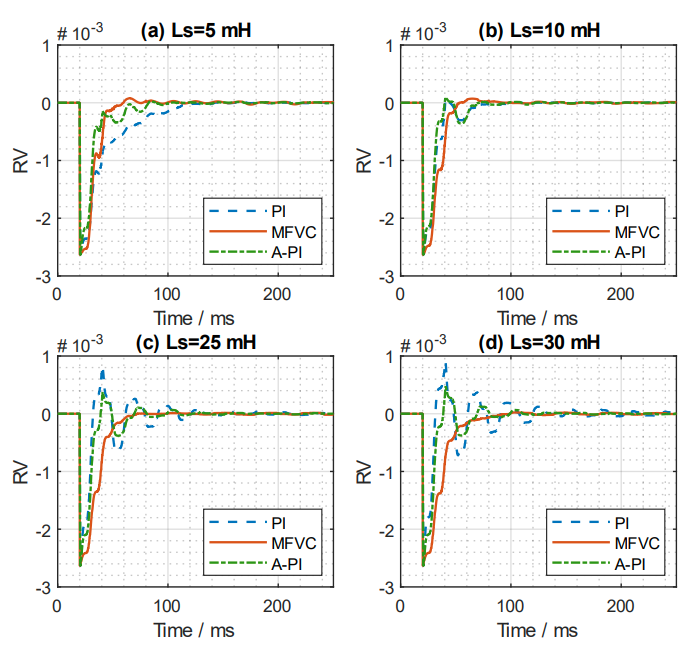 (a) Ls=5 mH
# 10^-3
1
0
-1
-2
-3
RV
PI
MFVC
A-PI
0
100
200
Time / ms
(b) Ls=10 mH
# 10^-3
1
0
-1
-2
-3
RV
PI
MFVC
A-PI
0
100
200
Time / ms
(c) Ls=25 mH
# 10^-3
1
0
-1
-2
-3
RV
PI
MFVC
A-PI
0
100
200
Time / ms
(d) Ls=30 mH
# 10^-3
1
0
-1
-2
-3
RV
PI
MFVC
A-PI
0
100
200
Time / ms